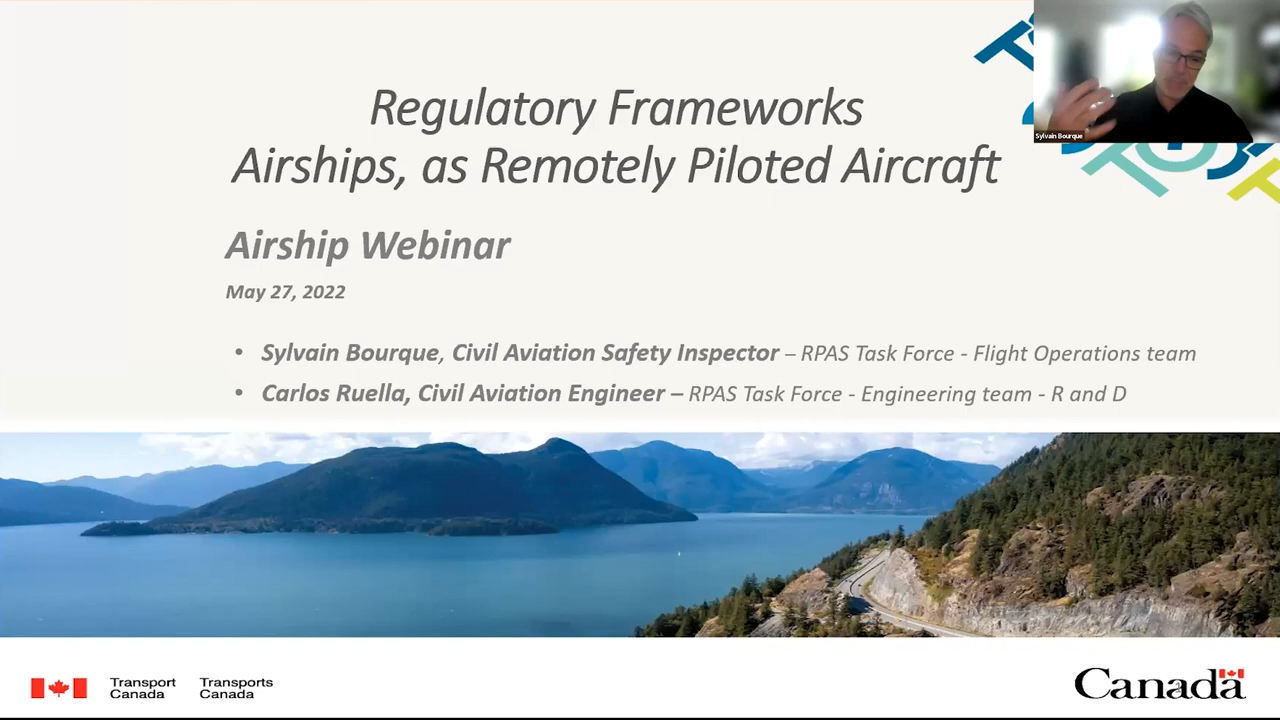 Regulatory Frameworks
Airships, as Remotely Piloted Aircraft
Sylvain Bourque
Airship Webinar
May 27, 2022
• Sylvain Bourque, Civil Aviation Safety Inspector – RPAS Task Force - Flight Operations team
• Carlos Ruella, Civil Aviation Engineer – RPAS Task Force - Engineering team - R and D
Transport Canada
Transports Canada
Canada